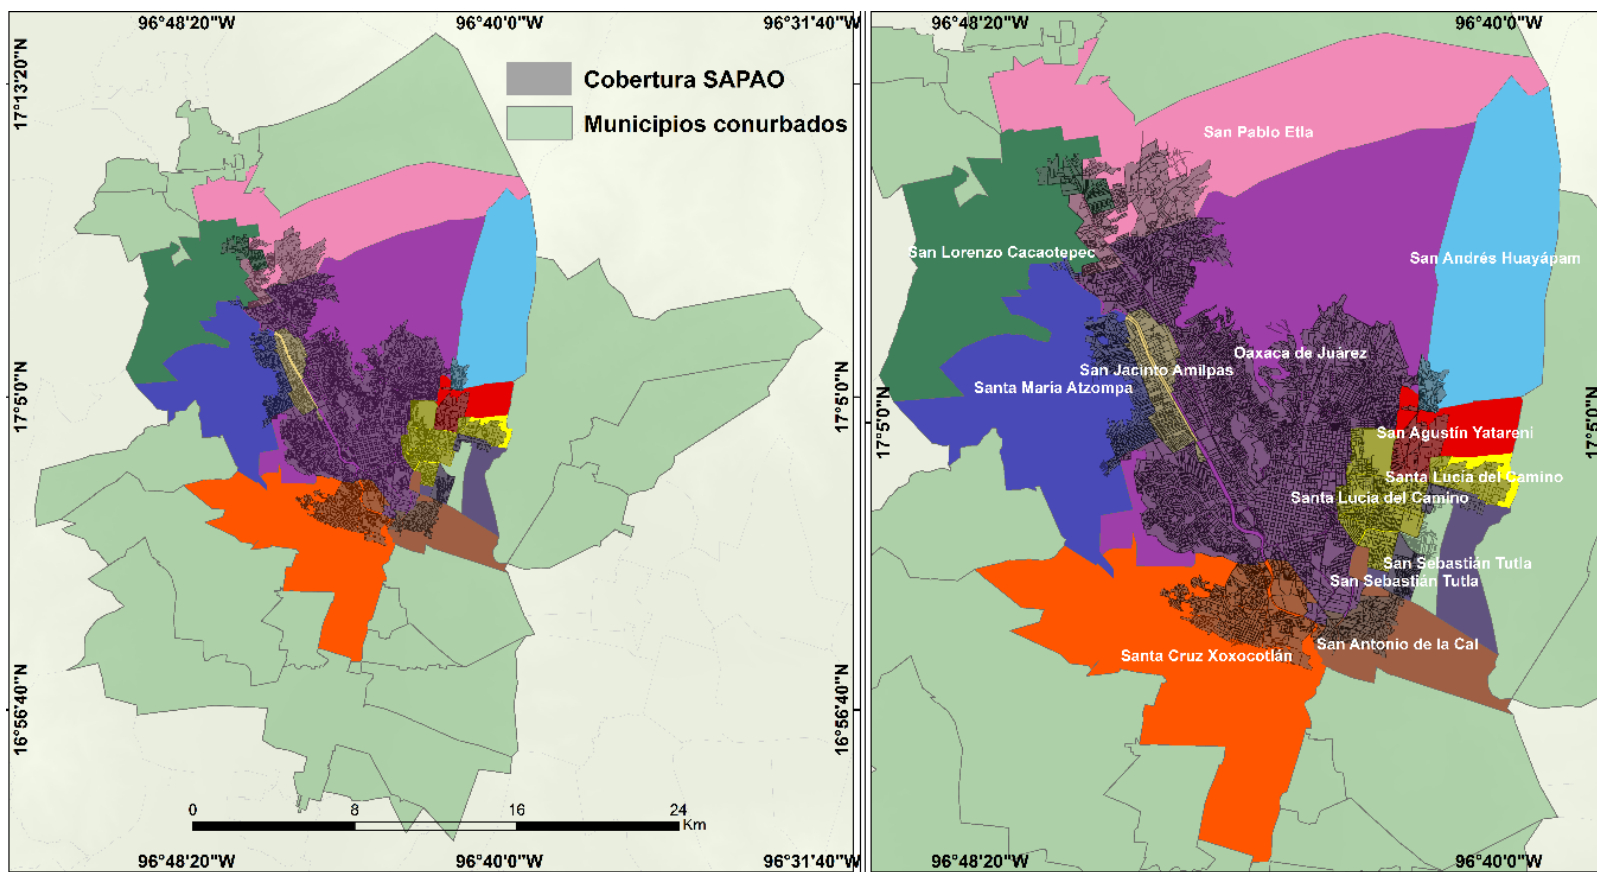 96°48'20"W
96°40'0"W
96°31'40"W
17°13'20"N
17°5'0"N
16°56'40"N
Cobertura SAPAO
Municipios conurbados
17°13'20"N
17°5'0"N
16°56'40"N
0
8
16
24
Km
96°48'20"W
96°40'0"W
96°31'40"W
96°48'20"W
96°40'0"W
San Pablo Etla
San Lorenzo Cacaotepec
San Andrés Huayápam
Oaxaca de Juárez
San Jacinto Amilpas
Santa María Atzompa
17°5'0"N
17°5'0"N
San Agustín Yatareni
Santa Lucía del Camino
Santa Lucía del Camino
San Sebastián Tutla
San Sebastián Tutla
San Antonio de la Cal
Santa Cruz Xoxocotlán
96°48'20"W
96°40'0"W